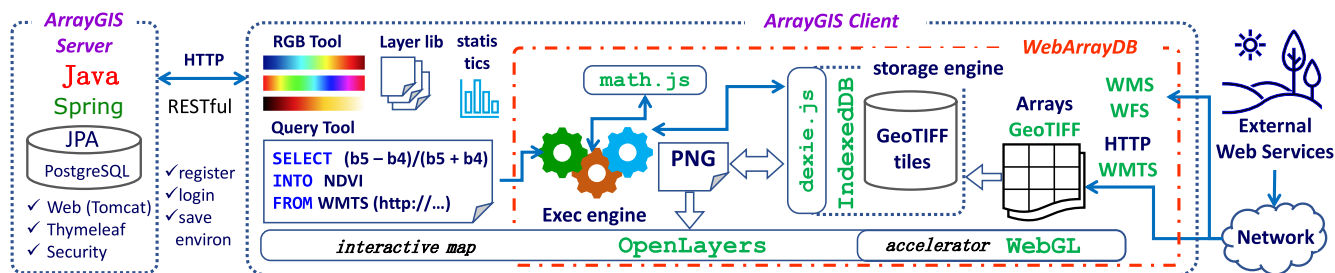 ArrayGIS
Server
Java
Spring
JPA
PostgreSQL
✓ Web (Tomcat)
✓ Thymeleaf
✓ Security
HTTP
RESTful
✓register
✓login
✓save
environ
ArrayGIS Client
RGB Tool
Layer lib
statis
tics
Query Tool
SELECT (b5 – b4)/(b5 + b4)
INTO NDVI
FROM WMTS (http://…)
WebArrayDB
math.js
Exec engine
PNG
storage engine
dexie.js
IndexedDB
GeoTIFF
tiles
Arrays
GeoTIFF
WMS
WFS
HTTP
WMTS
interactive map
OpenLayers
accelerator
WebGL
External
Web Services
Network